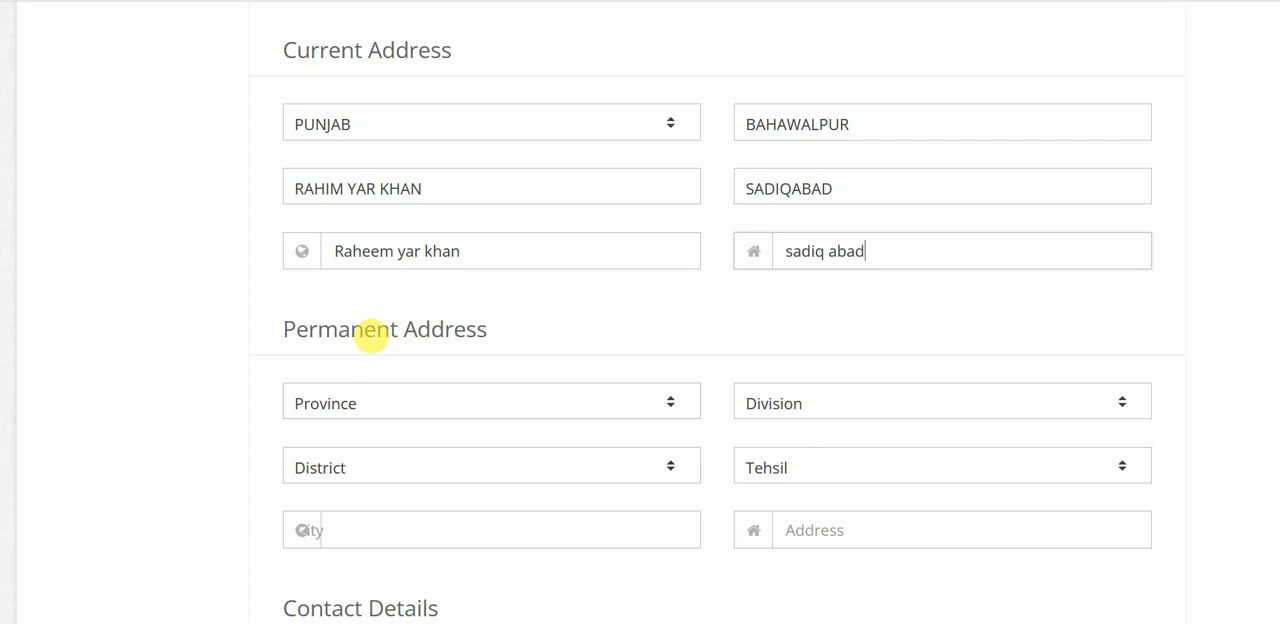 Current Address
PUNJAB
BAHAWALPUR
RAHIM YAR KHAN
SADIQABAD
Raheem yar khan
sadiq abad
Permanent Address
Province
Division
District
Tehsil
City
Address
Contact Details